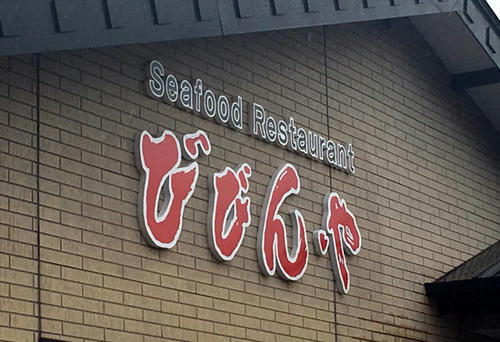 Seafood Restaurant
びびんや